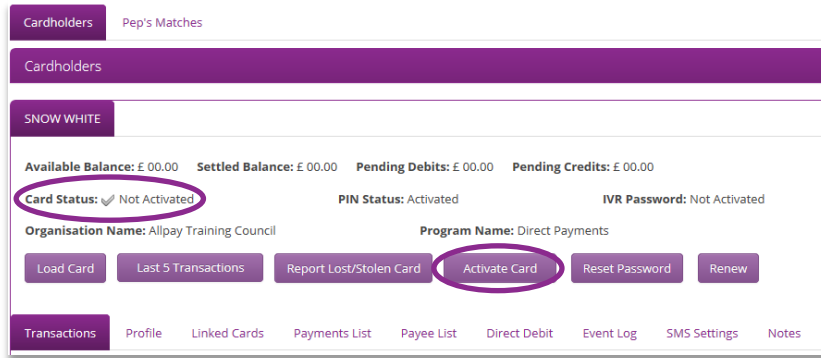 Cardholders Pep's Matches
Cardholders
SNOW WHITE
Available Balance: £ 00.00 Settled Balance: £ 00.00 Pending Debits: £ 00.00 Pending Credits: £ 00.00
Card Status: Not Activated PIN Status: Activated IVR Password: Not Activated
Organisation Name: Allpay Training Council Program Name: Direct Payments
Load Card Last 5 Transactions Report Lost/Stolen Card Activate Card Reset Password Renew
Transactions Profile Linked Cards Payments List Payee List Direct Debit Event Log SMS Settings Notes